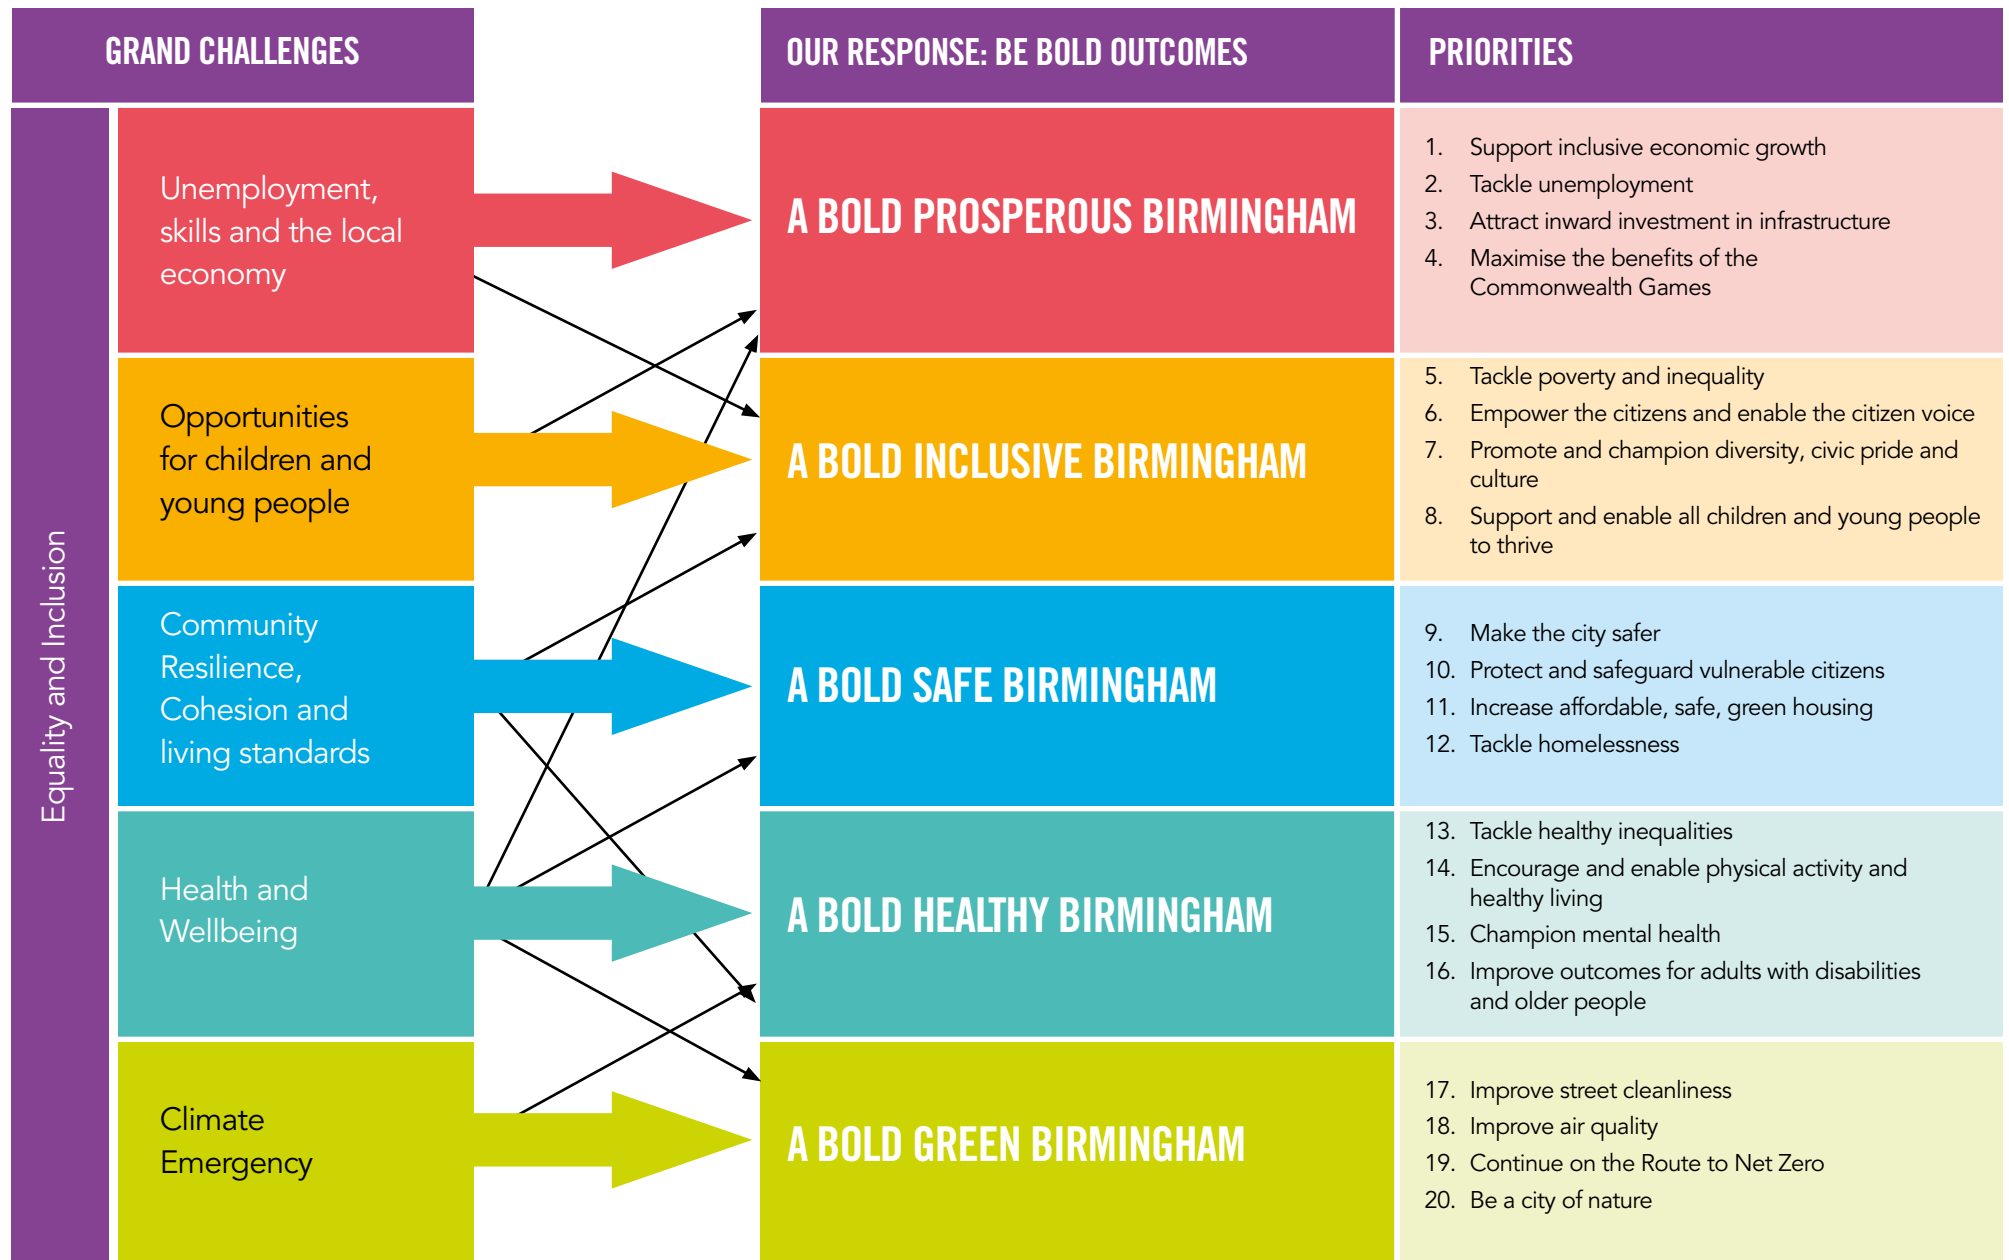 GRAND CHALLENGES
OUR RESPONSE: BE BOLD OUTCOMES
PRIORITIES
Equality and Inclusion
Unemployment,
skills and the local
economy
A BOLD PROSPEROUS BIRMINGHAM
1. Support inclusive economic growth
2. Tackle unemployment
3. Attract inward investment in infrastructure
4. Maximise the benefits of the
Commonwealth Games
Opportunities
for children and
young people
A BOLD INCLUSIVE BIRMINGHAM
5. Tackle poverty and inequality
6. Empower the citizens and enable the citizen voice
7. Promote and champion diversity, civic pride and
culture
8. Support and enable all children and young people
to thrive
Community
Resilience,
Cohesion and
living standards
A BOLD SAFE BIRMINGHAM
9. Make the city safer
10. Protect and safeguard vulnerable citizens
11. Increase affordable, safe, green housing
12. Tackle homelessness
Health and
Wellbeing
A BOLD HEALTHY BIRMINGHAM
13. Tackle healthy inequalities
14. Encourage and enable physical activity and
healthy living
15. Champion mental health
16. Improve outcomes for adults with disabilities
and older people
Climate
Emergency
A BOLD GREEN BIRMINGHAM
17. Improve street cleanliness
18. Improve air quality
19. Continue on the Route to Net Zero
20. Be a city of nature